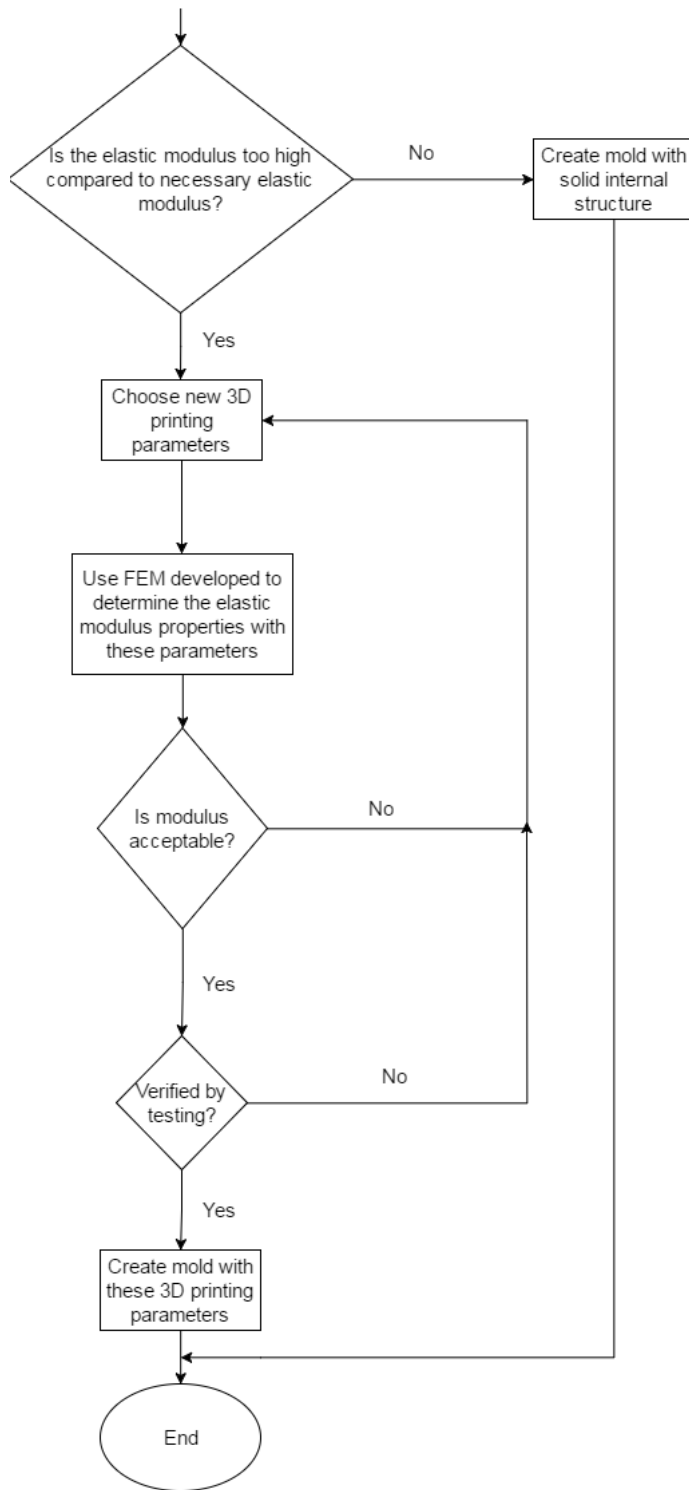 Is the elastic modulus too high
compared to necessary elastic
modulus?
No
Create mold with
solid internal
structure
Yes
Choose new 3D
printing
parameters
Use FEM developed to
determine the elastic
modulus properties with
these parameters
Is modulus
acceptable?
No
Yes
Verified by
testing?
No
Yes
Create mold with
these 3D printing
parameters
End